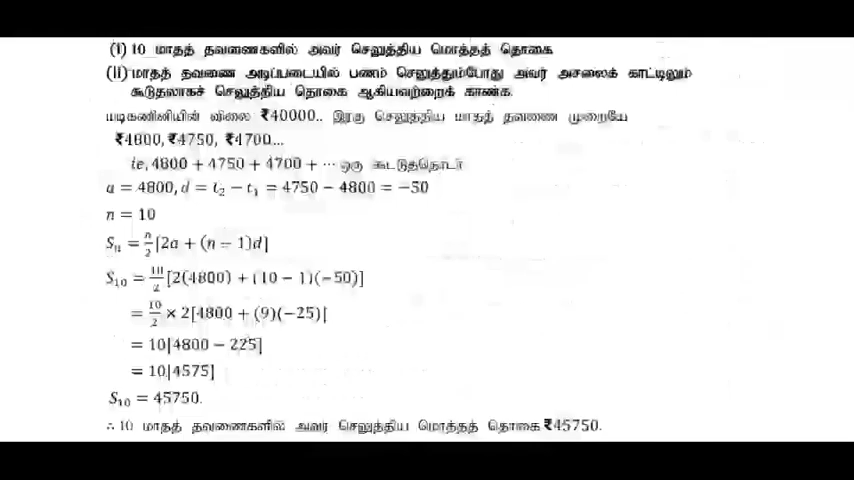 (i) 10 மாதத் தவணைகளில் அவர் செலுத்திய மொத்தத் தொகை
(ii) மாதத் தவணை அடிப்படையில் பணம் செலுத்தும்போது அவர் அசலைக் காட்டிலும்
கூடுதலாகச் செலுத்திய தொகை ஆகியவற்றைக் காண்க.
மடிகணினியின் விலை ₹40000.. இரகு செலுத்திய மாதத் தவணை முறையே
₹4800, ₹4750, ₹4700...
ie, 4800 + 4750 + 4700 + ⋯ ஒரு கூட்டுத்தொடர்
a = 4800, d = t₂ − t₁ = 4750 − 4800 = −50
n = 10
Sₙ = n/2 [2a + (n − 1)d]
S₁₀ = 10/2 [2(4800) + (10 − 1)(−50)]
= 10/2 × 2[4800 + (9)(−25)]
= 10[4800 − 225]
= 10[4575]
S₁₀ = 45750.
∴ 10 மாதத் தவணைகளில் அவர் செலுத்திய மொத்தத் தொகை ₹45750.